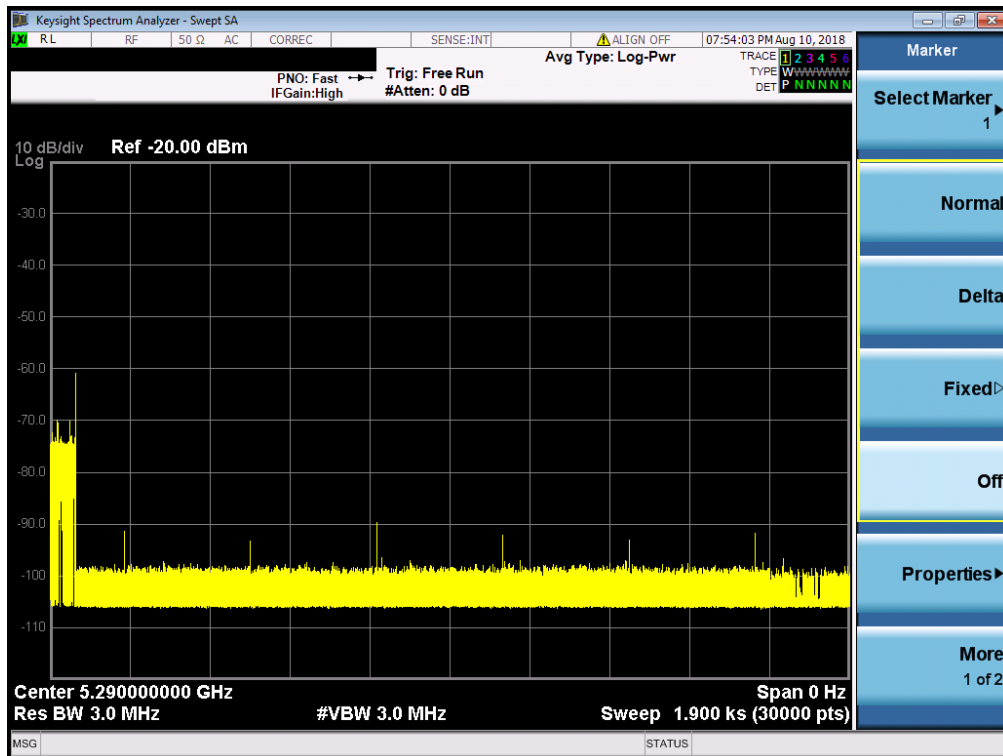 Keysight Spectrum Analyzer - Swept SA
LXI RL RF 50 Ω AC CORREC SENSE:INT ALIGN OFF 07:54:03 PM Aug 10, 2018
Avg Type: Log-Pwr
TRACE 1 2 3 4 5 6
PNO: Fast
IFGain:High
Trig: Free Run
#Atten: 0 dB
TYPE WWWWWW
DET P N N N N N
10 dB/div
Log
Ref -20.00 dBm
-30.0
-40.0
-50.0
-60.0
-70.0
-80.0
-90.0
-100
-110
Center 5.290000000 GHz
Span 0 Hz
Res BW 3.0 MHz
#VBW 3.0 MHz
Sweep 1.900 ks (30000 pts)
MSG
STATUS
Marker
Select Marker
1
Normal
Delta
Fixed
Off
Properties
More
1 of 2